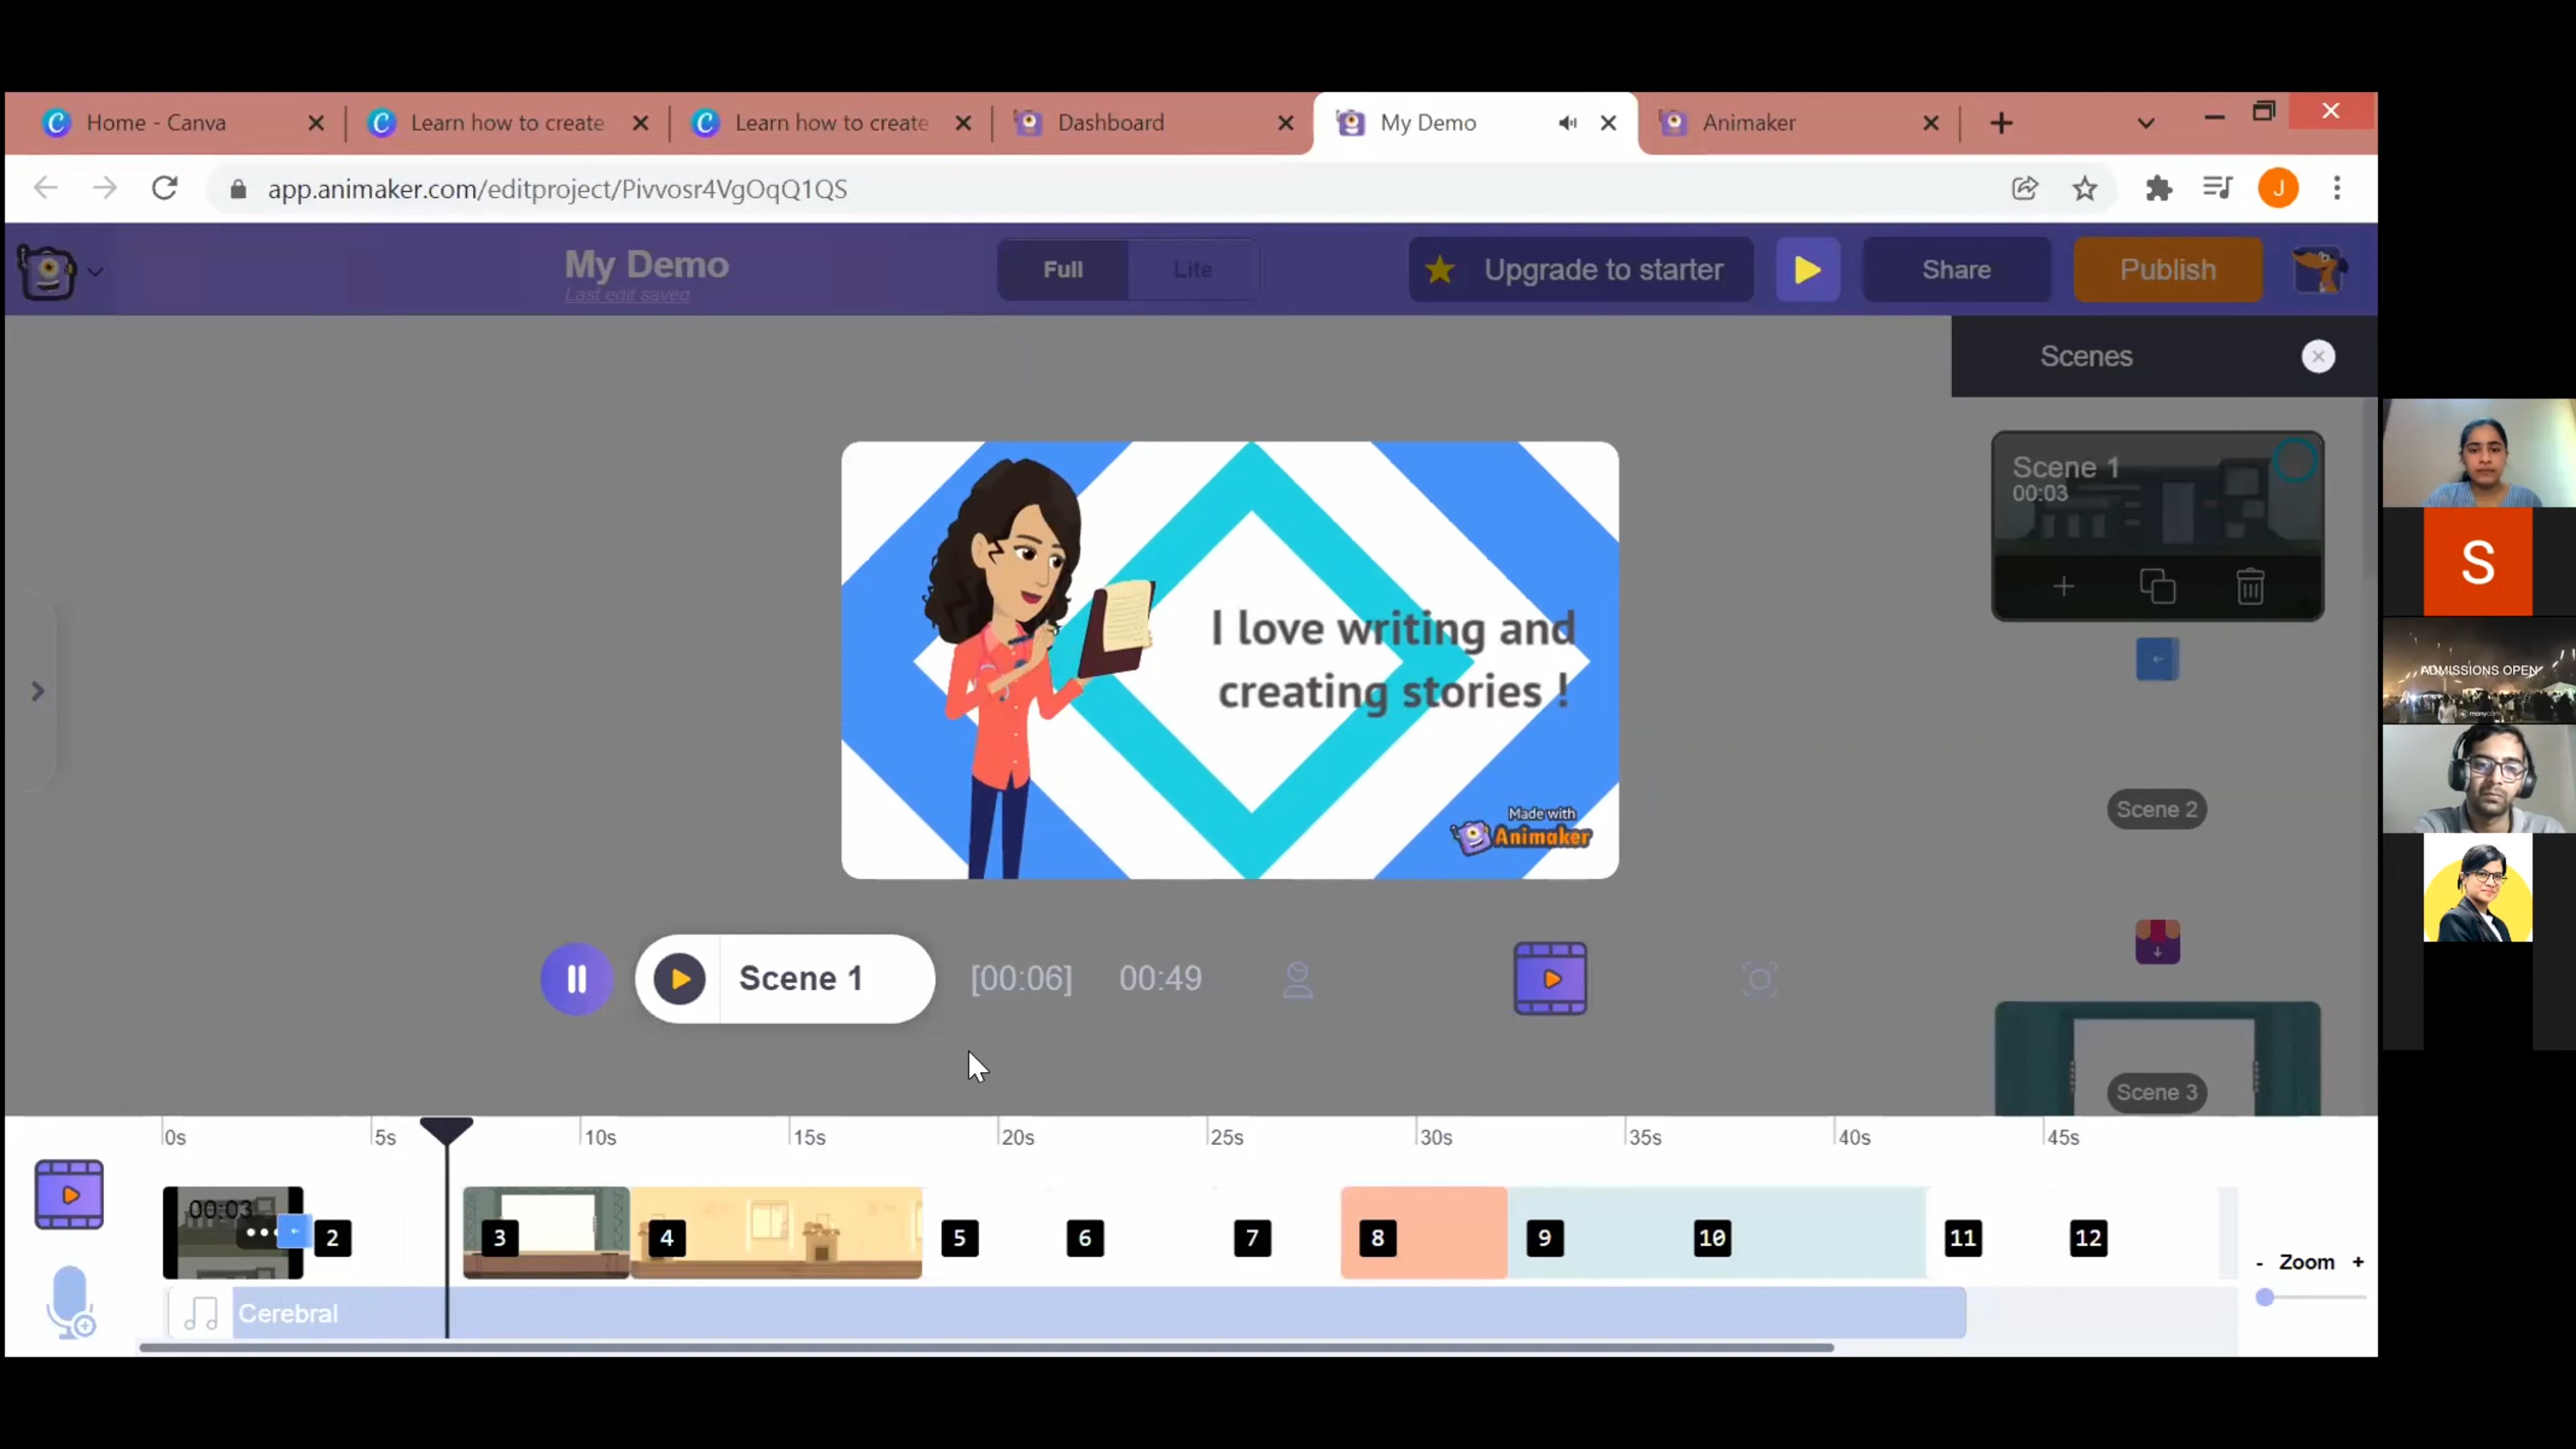 Home - Canva
Learn how to create
Learn how to create
Dashboard
My Demo
Animaker
app.animaker.com/editproject/Pivvosr4VgOqQ1QS
J
My Demo
Last edit saved
Full
Lite
Upgrade to starter
Share
Publish
Scenes
Scene 1
00:03
I love writing and
creating stories !
Made with
Animaker
Scene 2
Scene 3
Scene 1
[00:06]
00:49
S
ADMISSIONS OPEN
0s
5s
10s
15s
20s
25s
30s
35s
40s
45s
00:03
2
3
4
5
6
7
8
9
10
11
12
- Zoom +
Cerebral